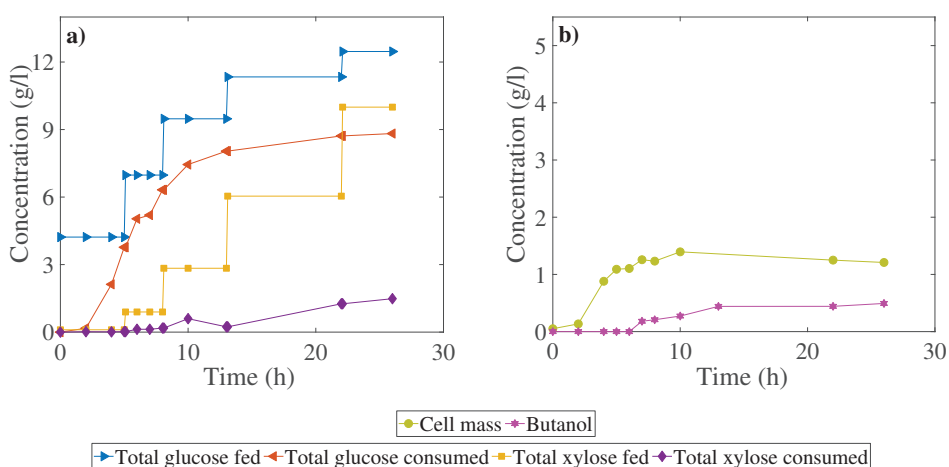 a)
Concentration (g/l)
12
9
6
3
0
0
10
20
30
Time (h)
b)
Concentration (g/l)
5
4
3
2
1
0
0
10
20
30
Time (h)
Cell mass Butanol
Total glucose fed Total glucose consumed Total xylose fed Total xylose consumed